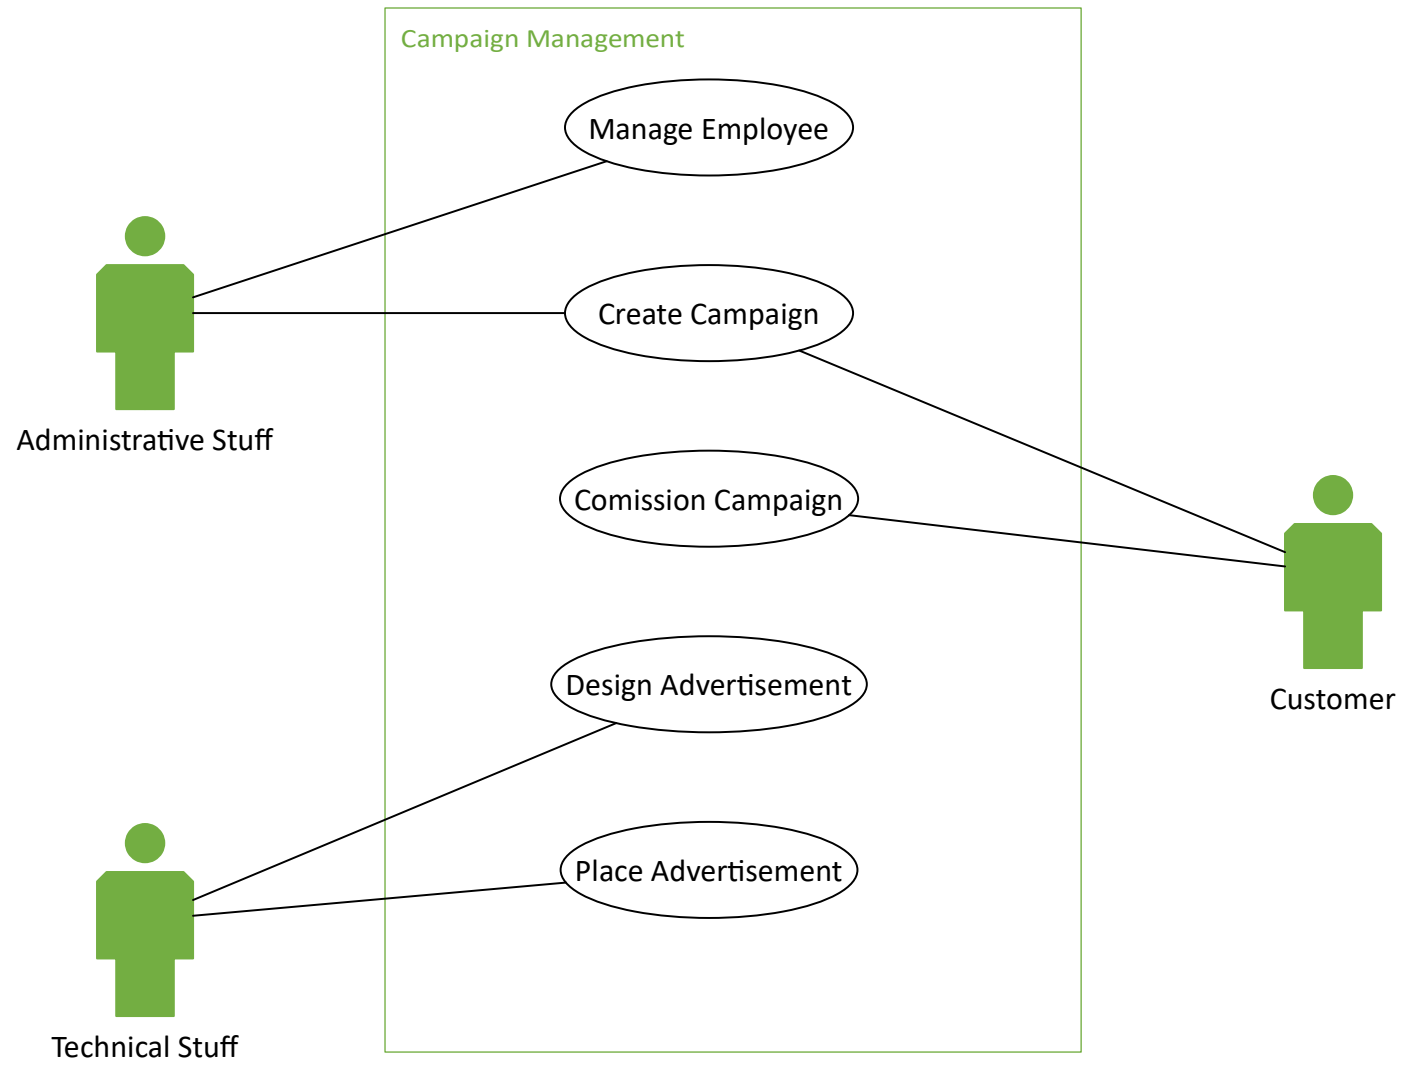 Campaign Management
Manage Employee
Create Campaign
Administrative Stuff
Comission Campaign
Design Advertisement
Customer
Place Advertisement
Technical Stuff